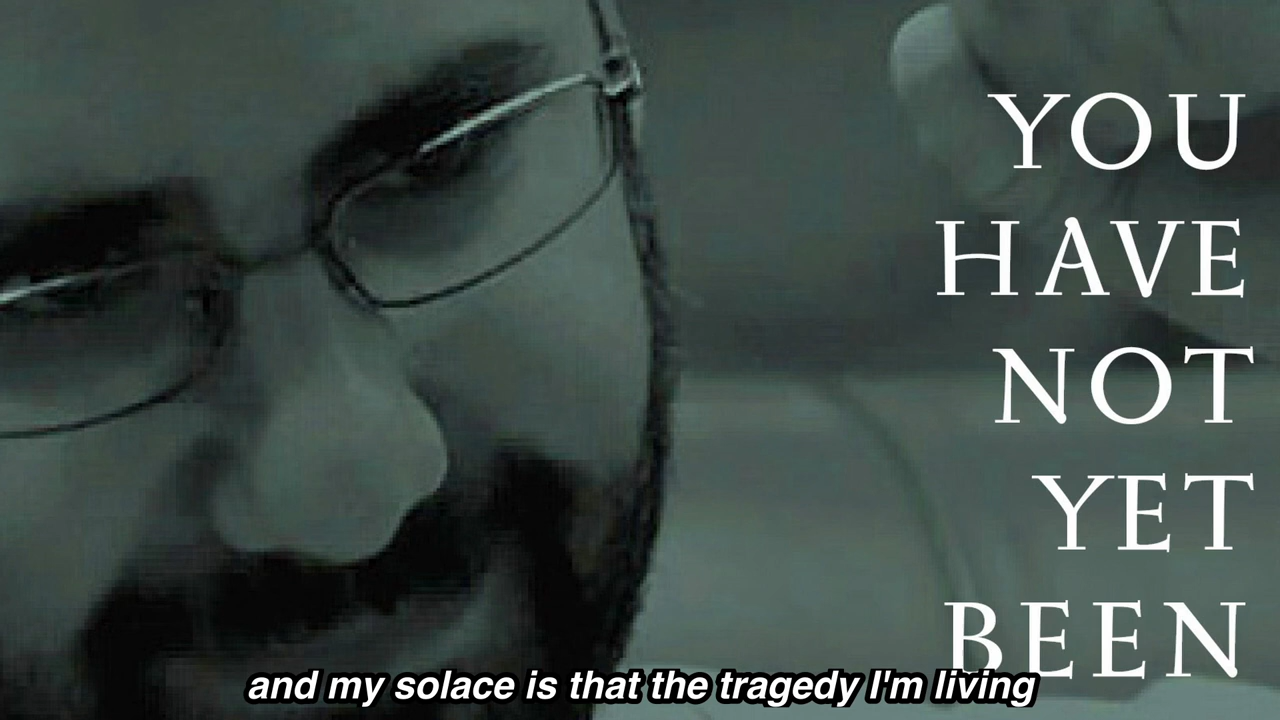 YOU
HAVE
NOT
YET
BEEN
and my solace is that the tragedy I'm living